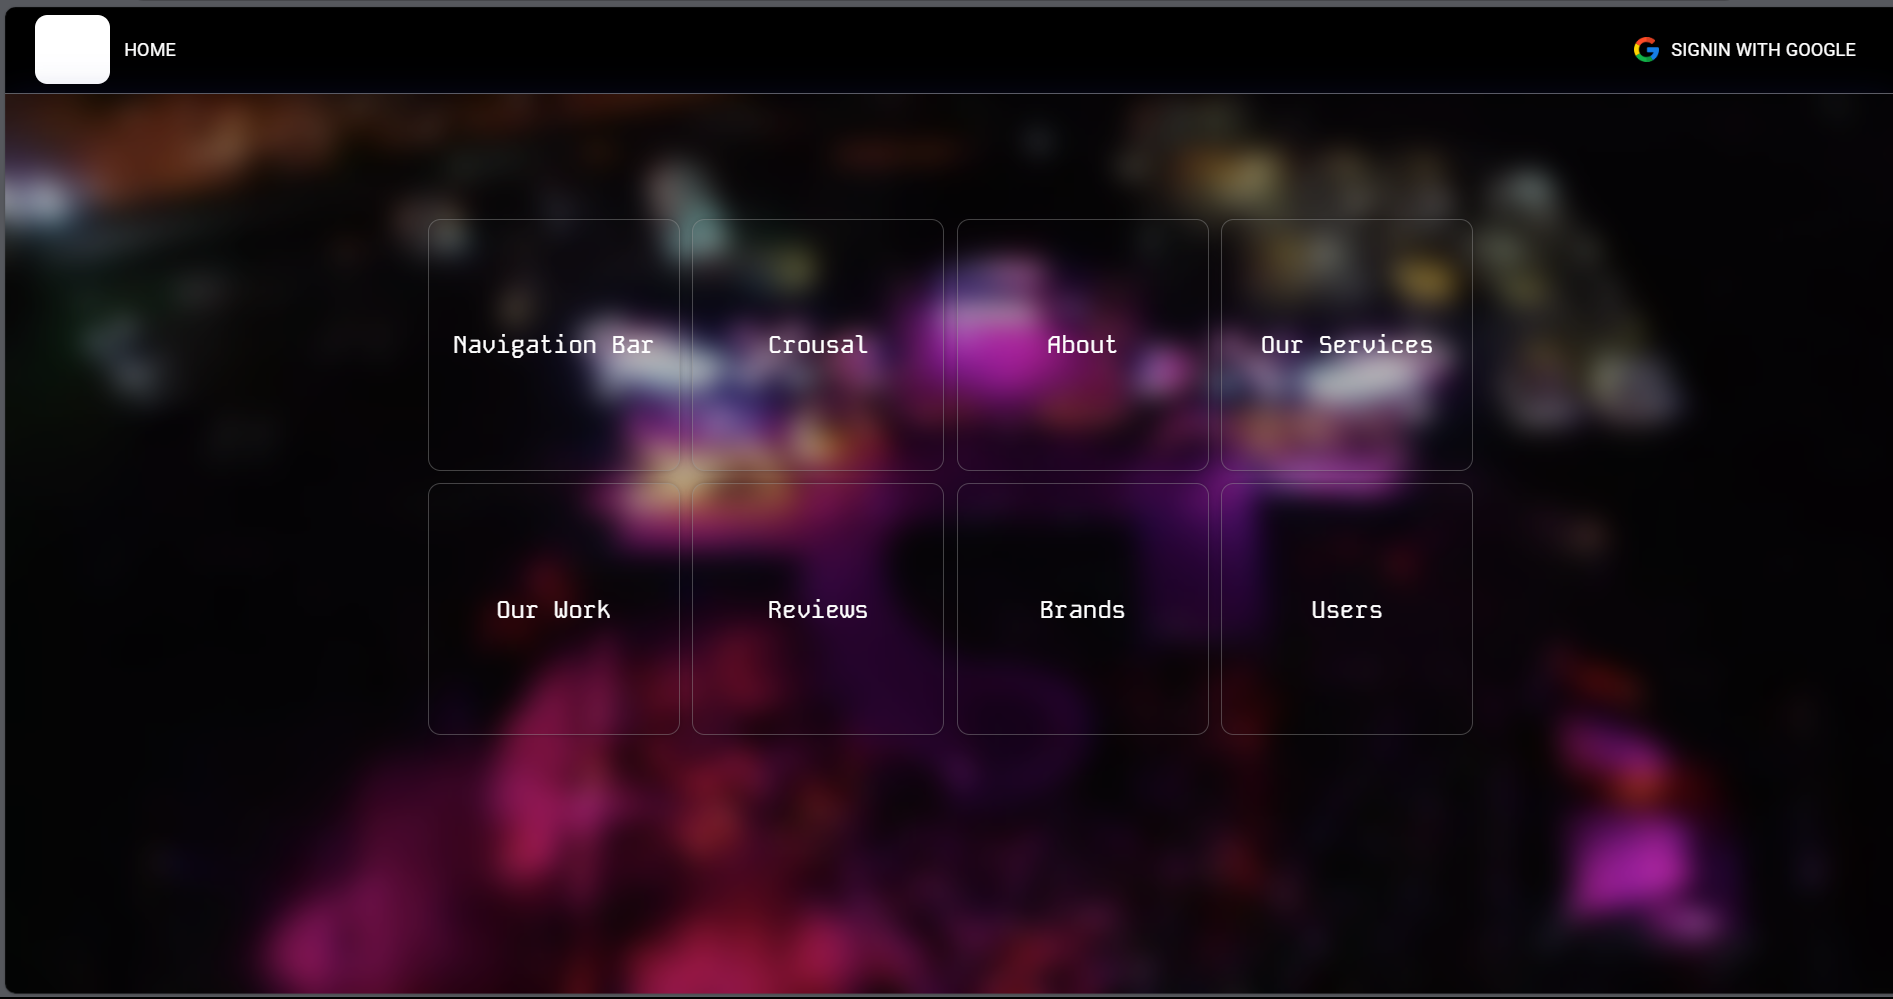 HOME
SIGNIN WITH GOOGLE
Navigation Bar
Crousal
About
Our Services
Our Work
Reviews
Brands
Users